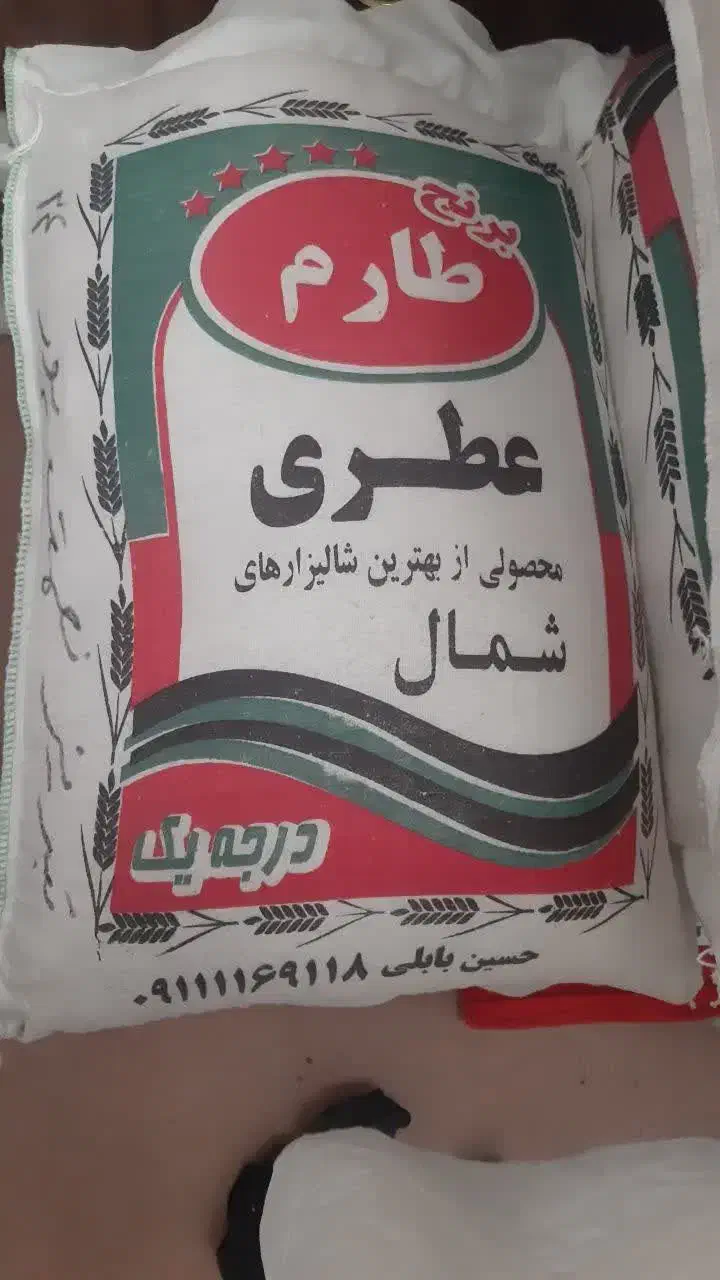 برنج
طارم
عطری
محصولی از بهترین شالیزارهای
شمال
درجه یک
حسین بابلی ۰۹۱۱۱۱۶۹۱۱۸